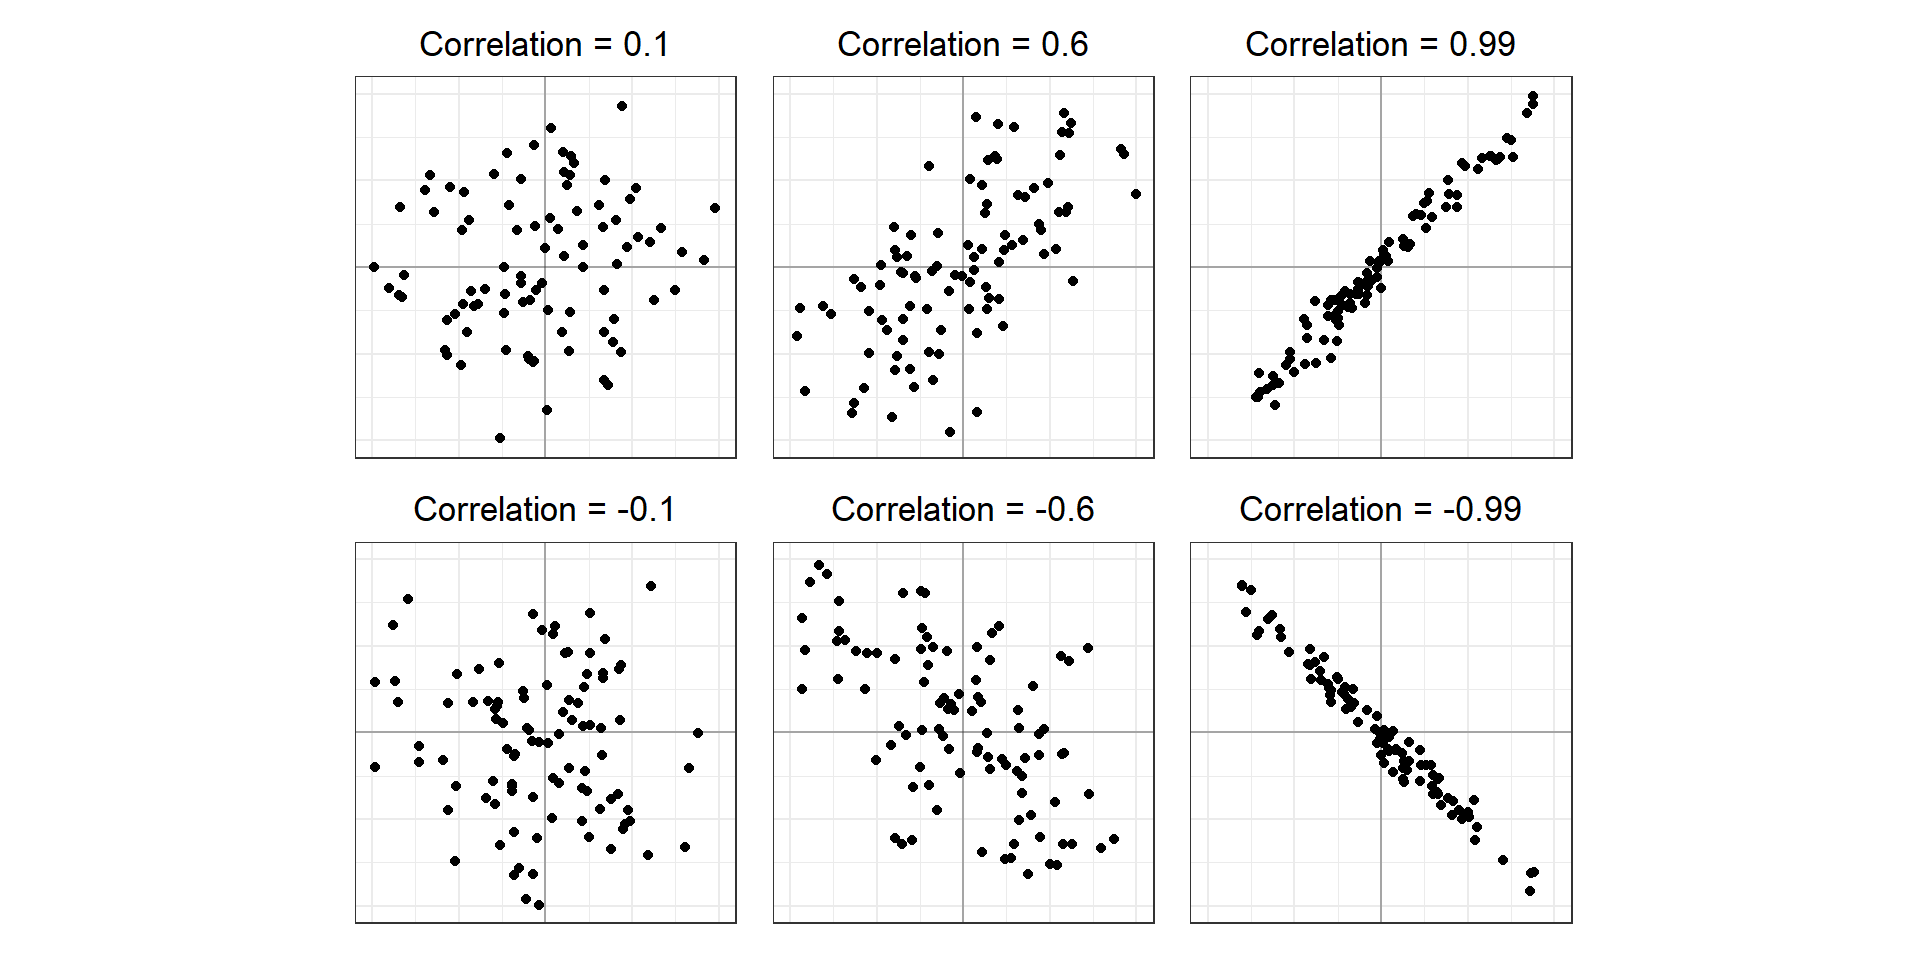 Correlation = 0.1
Correlation = 0.6
Correlation = 0.99
Correlation = -0.1
Correlation = -0.6
Correlation = -0.99